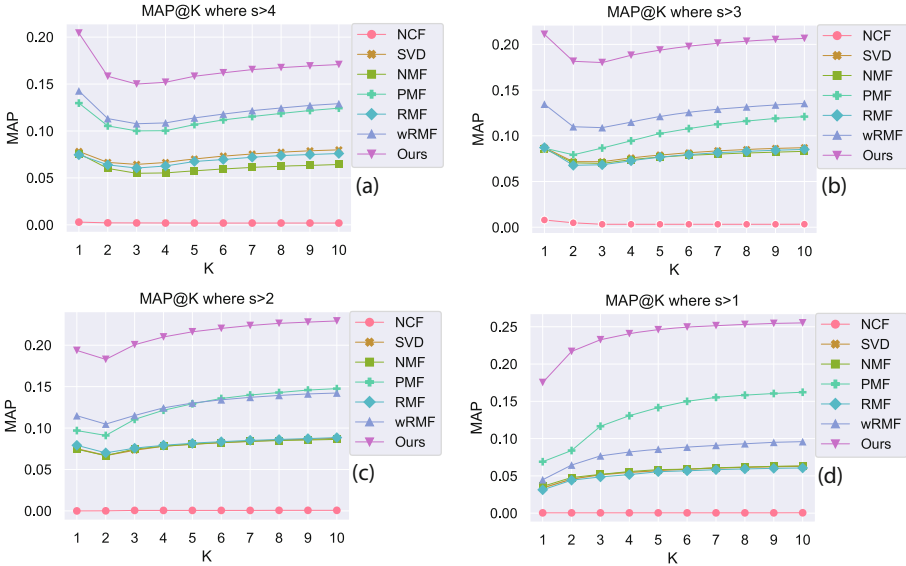 MAP@K where s>4
MAP
0.20
0.15
0.10
0.05
0.00
1 2 3 4 5 6 7 8 9 10
K
NCF
SVD
NMF
PMF
RMF
wRMF
Ours
(a)
MAP@K where s>3
MAP
0.20
0.15
0.10
0.05
0.00
1 2 3 4 5 6 7 8 9 10
K
NCF
SVD
NMF
PMF
RMF
wRMF
Ours
(b)
MAP@K where s>2
MAP
0.20
0.15
0.10
0.05
0.00
1 2 3 4 5 6 7 8 9 10
K
NCF
SVD
NMF
PMF
RMF
wRMF
Ours
(c)
MAP@K where s>1
MAP
0.25
0.20
0.15
0.10
0.05
0.00
1 2 3 4 5 6 7 8 9 10
K
NCF
SVD
NMF
PMF
RMF
wRMF
Ours
(d)